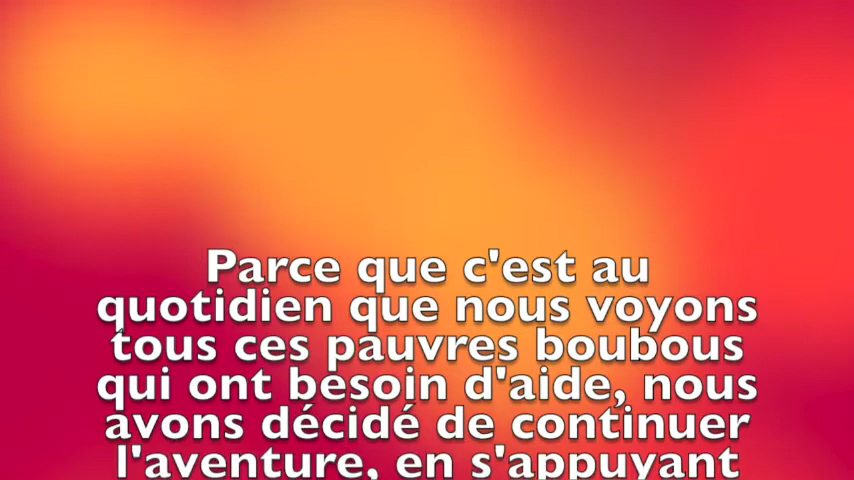 Parce que c'est au
quotidien que nous voyons
tous ces pauvres boubous
qui ont besoin d'aide, nous
avons décidé de continuer
l'aventure, en s'appuyant